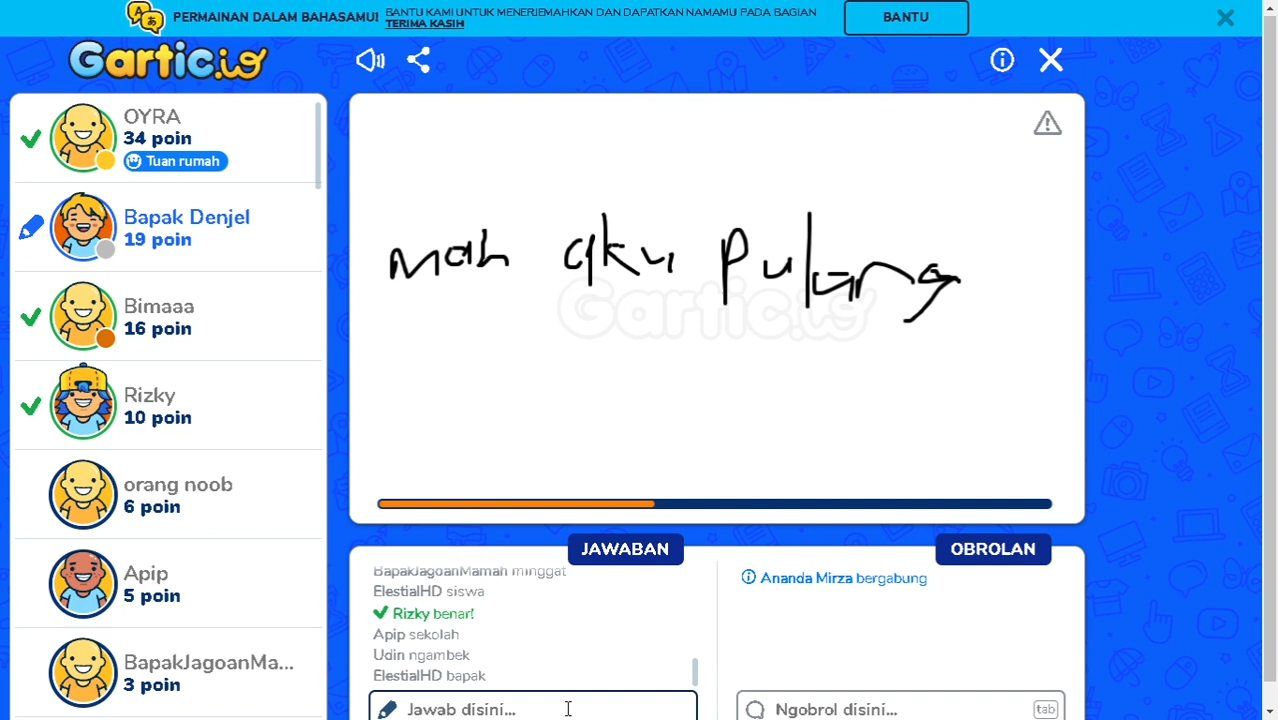 PERMAINAN DALAM BAHASAMU! BANTU KAMI UNTUK MENERJEMAHKAN DAN DAPATKAN NAMAMU PADA BAGIAN
TERIMA KASIH
BANTU
Gartic.io
OYRA
34 poin
Tuan rumah
Bapak Denjel
19 poin
Bimaaa
16 poin
Rizky
10 poin
orang noob
6 poin
Apip
5 poin
BapakJagoanMa...
3 poin
mah aku pulang
Gartic.io
JAWABAN
BapakJagoanMamah minggat
ElestialHD siswa
Rizky benar!
Apip sekolah
Udin ngambek
ElestialHD bapak
Jawab disini...
OBROLAN
Ananda Mirza bergabung
Ngobrol disini...
tab